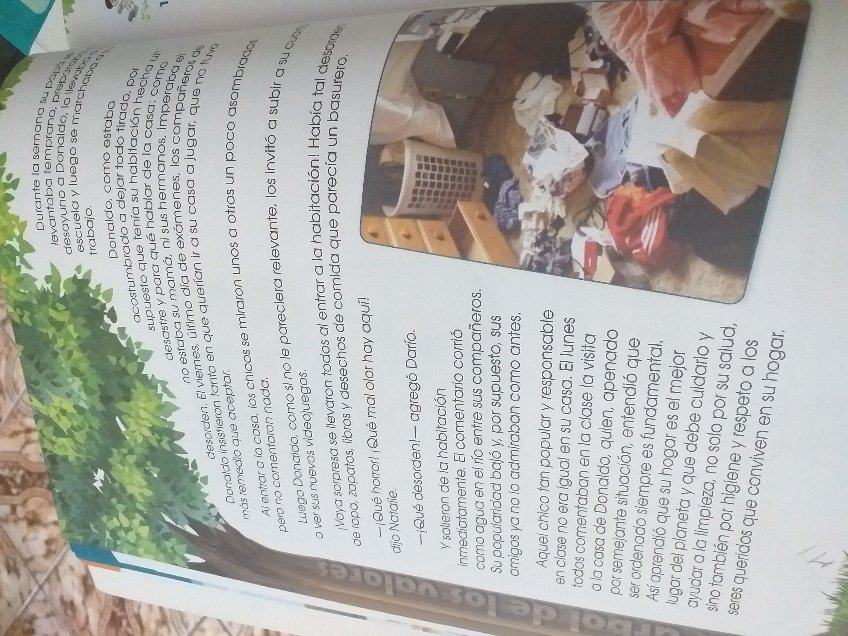 Durante la semana su papá se
levantaba temprano, preparaba
desayuno a Donaldo, lo llevaba
escuela y luego se marchaba a
trabajo.
Donaldo, como estaba
acostumbrado a dejar todo tirado, por
supuesto que tenía su habitación hecha un
desastre y para qué hablar de la casa; como
no estaba su mamá, ni sus hermanos, imperaba el
desorden. El viernes, último día de exámenes, los compañeros de
Donaldo insistieron tanto en que querían ir a su casa a jugar, que no tuvo
más remedio que aceptar.
Al entrar a la casa, los chicos se miraron unos a otros un poco asombrados
pero no comentaron nada.
Luego Donaldo, como si no le pareciera relevante, los invitó a subir a su cuarto
a ver sus nuevos videojuegos.
¡Vaya sorpresa se llevaron todos al entrar a la habitación! Había tal desorden
de ropa, zapatos, libros y desechos de comida que parecía un basurero.
—¡Qué horror! ¡Qué mal olor hay aquí!
dijo Natalie.
—¡Qué desorden!— agregó Darío.
Y salieron de la habitación
inmediatamente. El comentario corrió
como agua en el río entre sus compañeros.
Su popularidad bajó y, por supuesto, sus
amigos ya no lo admiraban como antes.
Aquel chico tan popular y responsable
en clase no era igual en su casa. El lunes
todos comentaban en la clase la visita
a la casa de Donaldo, quien, apenado
por semejante situación, entendió que
ser ordenado siempre es fundamental.
Así aprendió que su hogar es el mejor
lugar del planeta y que debe cuidarlo y
ayudar a la limpieza, no solo por su salud,
sino también por higiene y respeto a los
seres queridos que conviven en su hogar.
árbol de los valores